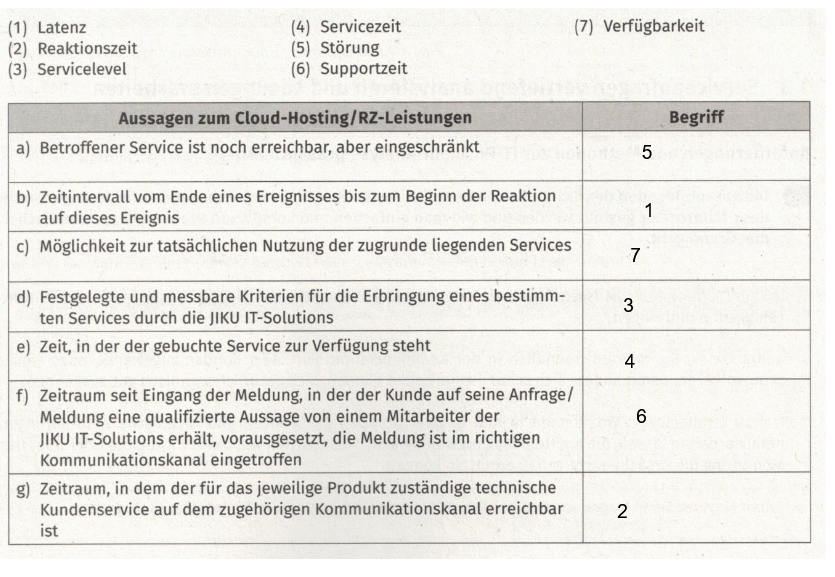 (1) Latenz (4) Servicezeit (7) Verfügbarkeit
(2) Reaktionszeit (5) Störung
(3) Servicelevel (6) Supportzeit
Aussagen zum Cloud-Hosting/RZ-Leistungen Begriff
a) Betroffener Service ist noch erreichbar, aber eingeschränkt 5
b) Zeitintervall vom Ende eines Ereignisses bis zum Beginn der Reaktion
auf dieses Ereignis 1
c) Möglichkeit zur tatsächlichen Nutzung der zugrunde liegenden Services 7
d) Festgelegte und messbare Kriterien für die Erbringung eines bestimm-
ten Services durch die JIKU IT-Solutions 3
e) Zeit, in der der gebuchte Service zur Verfügung steht 4
f) Zeitraum seit Eingang der Meldung, in der der Kunde auf seine Anfrage/
Meldung eine qualifizierte Aussage von einem Mitarbeiter der 6
JIKU IT-Solutions erhält, vorausgesetzt, die Meldung ist im richtigen
Kommunikationskanal eingetroffen
g) Zeitraum, in dem der für das jeweilige Produkt zuständige technische
Kundenservice auf dem zugehörigen Kommunikationskanal erreichbar 2
ist